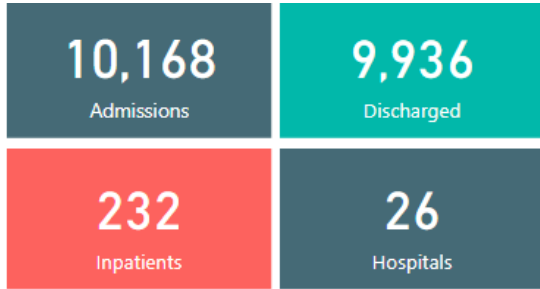 10,168
Admissions
9,936
Discharged
232
Inpatients
26
Hospitals